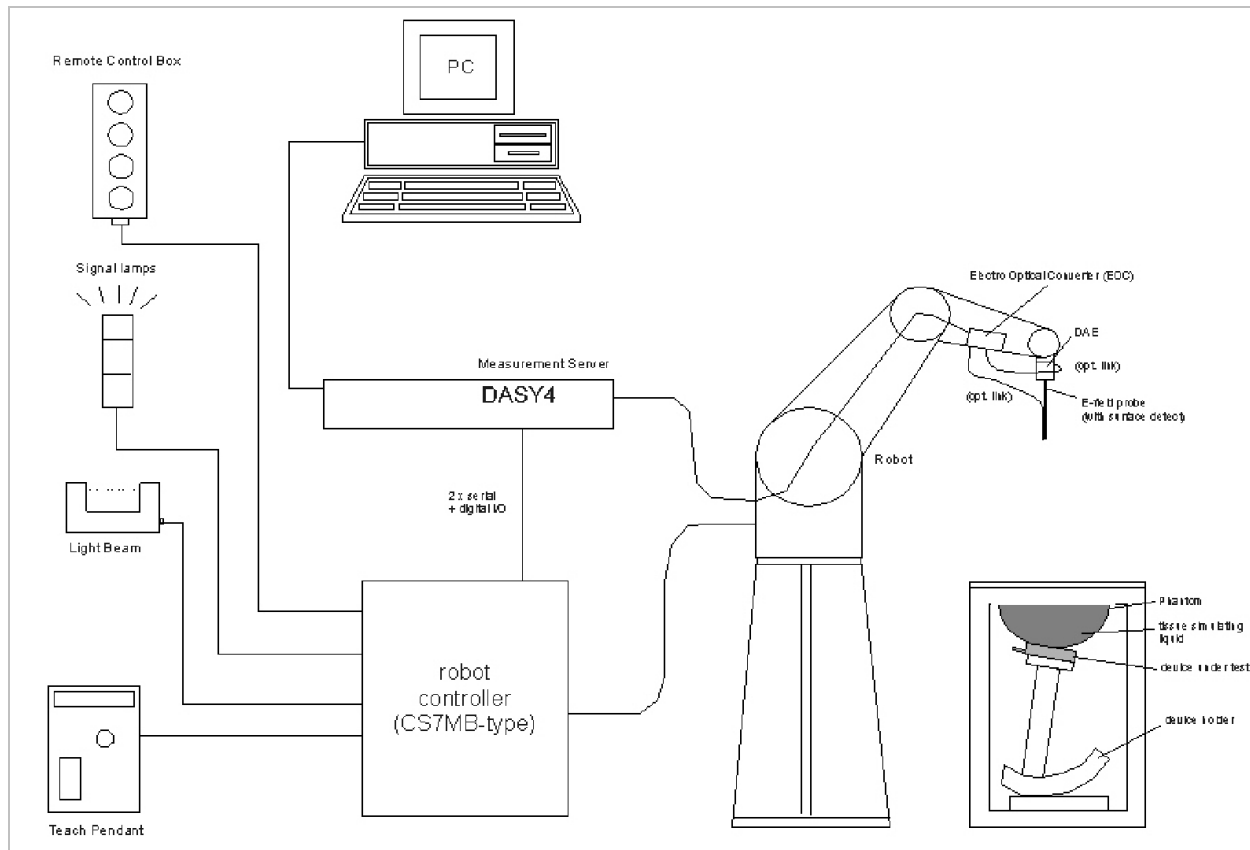 Remote Control Box
PC
Signal lamps
Electro Optical Converter (EOC)
DAE
(opt. link)
Measurement Server
DASY4
(opt. link)
E-field probe
(with surface detect)
Robot
2 x serial
+ digital I/O
Light Beam
Phantom
tissue simulating
liquid
device under test
robot
controller
(CS7MB-type)
device holder
Teach Pendant